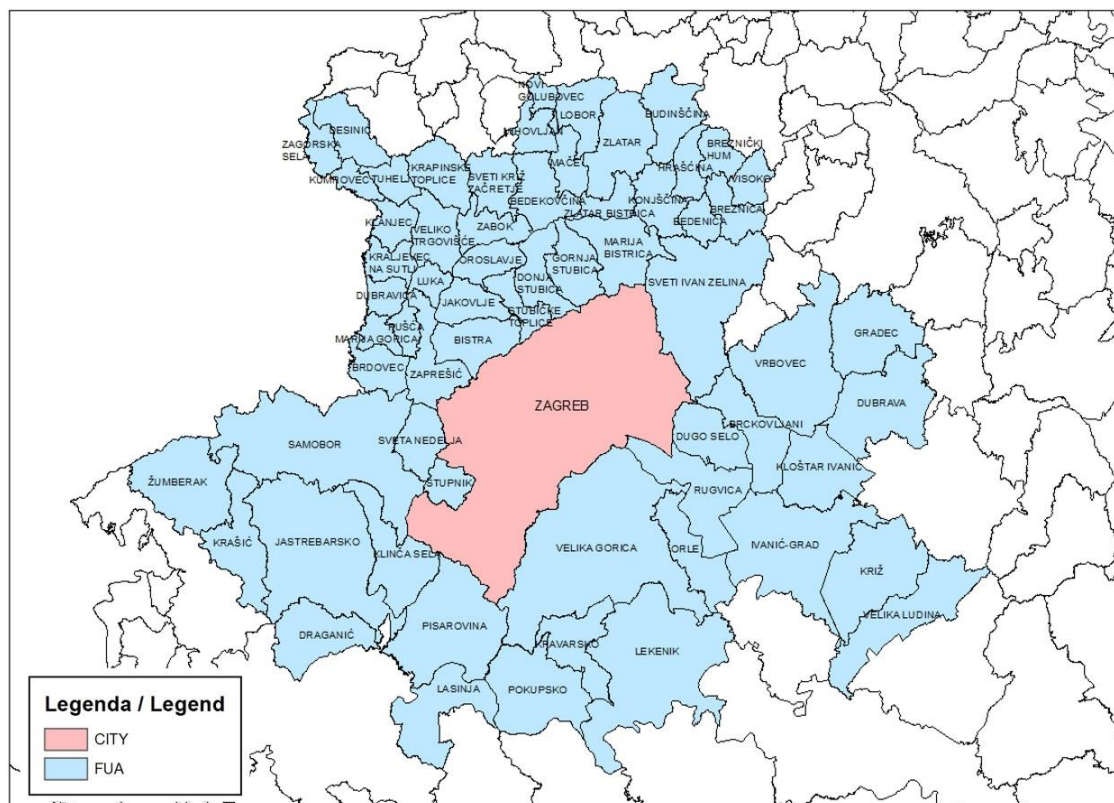 NOVI
GOLUBOVEC
LOBOR
BUDINŠČINA
DESINIĆ
MIHOVLJAN
ZLATAR
BREZNIČKI
HUM
ZAGORSKA
SELA
MAČE
HRAŠĆINA
KUMROVEC
TUHELJ
KRAPINSKE
TOPLICE
SVETI KRIŽ
ZAČRETJE
VISOKO
BEDEKOVČINA
KONJŠČINA
ZLATAR BISTRICA
BREZNICA
KLANJEC
BEDENICA
VELIKO
TRGOVIŠĆE
ZABOK
MARIJA
BISTRICA
KRALJEVEC
NA SUTLI
OROSLAVJE
GORNJA
STUBICA
LUKA
DONJA
STUBICA
SVETI IVAN ZELINA
DUBRAVICA
JAKOVLJE
STUBIČKE
TOPLICE
PUŠĆA
MARIJA GORICA
BISTRA
GRADEC
BRDOVEC
ZAPREŠIĆ
VRBOVEC
ZAGREB
DUBRAVA
BRCKOVLJANI
SAMOBOR
SVETA NEDELJA
DUGO SELO
KLOŠTAR IVANIĆ
ŽUMBERAK
STUPNIK
RUGVICA
KRAŠIĆ
JASTREBARSKO
KLINČA SELA
VELIKA GORICA
ORLE
IVANIĆ-GRAD
KRIŽ
VELIKA LUDINA
DRAGANIĆ
PISAROVINA
KRAVARSKO
LEKENIK
LASINJA
POKUPSKO
Legenda / Legend
CITY
FUA